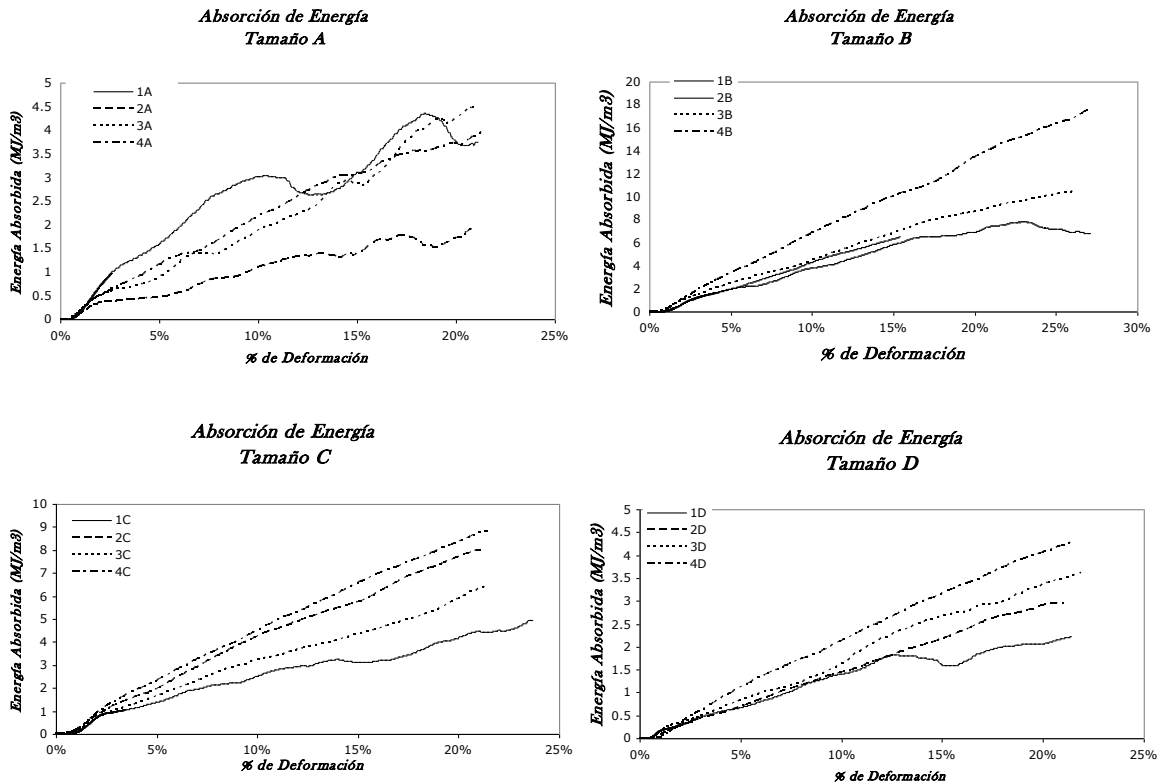 Absorción de Energía
Tamaño A
Energía Absorbida (MJ/m3)
5
4.5
4
3.5
3
2.5
2
1.5
1
0.5
0
1A
2A
3A
4A
0% 5% 10% 15% 20% 25%
% de Deformación
Absorción de Energía
Tamaño B
Energía Absorbida (MJ/m3)
20
18
16
14
12
10
8
6
4
2
0
1B
2B
3B
4B
0% 5% 10% 15% 20% 25% 30%
% de Deformación
Absorción de Energía
Tamaño C
Energía Absorbida (MJ/m3)
10
9
8
7
6
5
4
3
2
1
0
1C
2C
3C
4C
0% 5% 10% 15% 20% 25%
% de Deformación
Absorción de Energía
Tamaño D
Energía Absorbida (MJ/m3)
5
4.5
4
3.5
3
2.5
2
1.5
1
0.5
0
1D
2D
3D
4D
0% 5% 10% 15% 20% 25%
% de Deformación